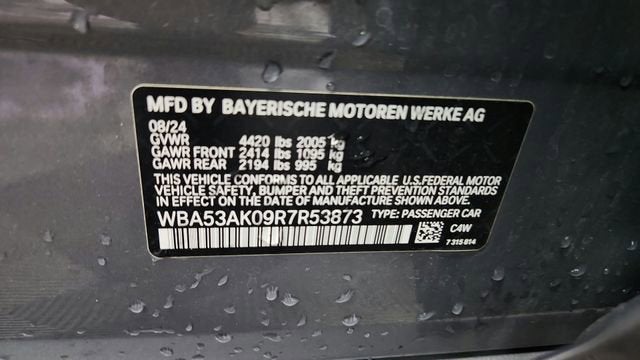 MFD BY BAYERISCHE MOTOREN WERKE AG
08/24
GVWR 4420 lbs 2005 kg
GAWR FRONT 2414 lbs 1095 kg
GAWR REAR 2194 lbs 995 kg
THIS VEHICLE CONFORMS TO ALL APPLICABLE U.S.FEDERAL MOTOR
VEHICLE SAFETY, BUMPER AND THEFT PREVENTION STANDARDS
IN EFFECT ON THE DATE OF MANUFACTURE SHOWN ABOVE.
WBA53AK09R7R53873 TYPE: PASSENGER CAR
C4W
7 315 814